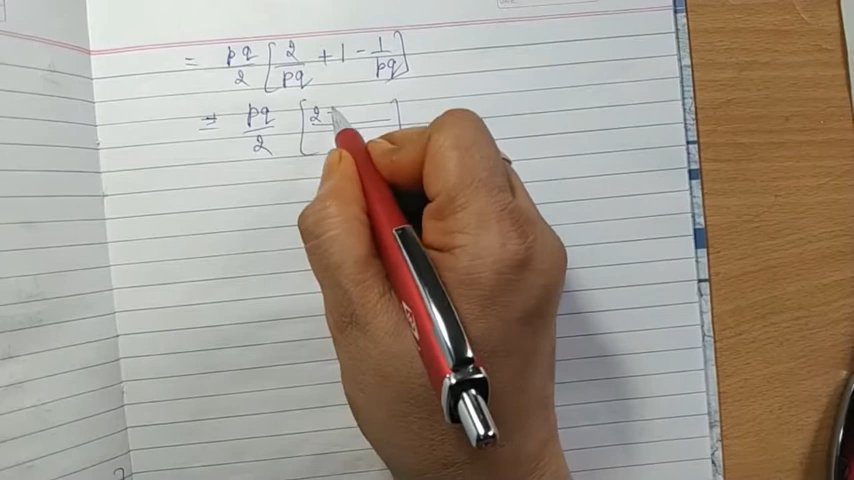 = pq/2 [2/pq + 1 - 1/pq]
= pq/2 [2